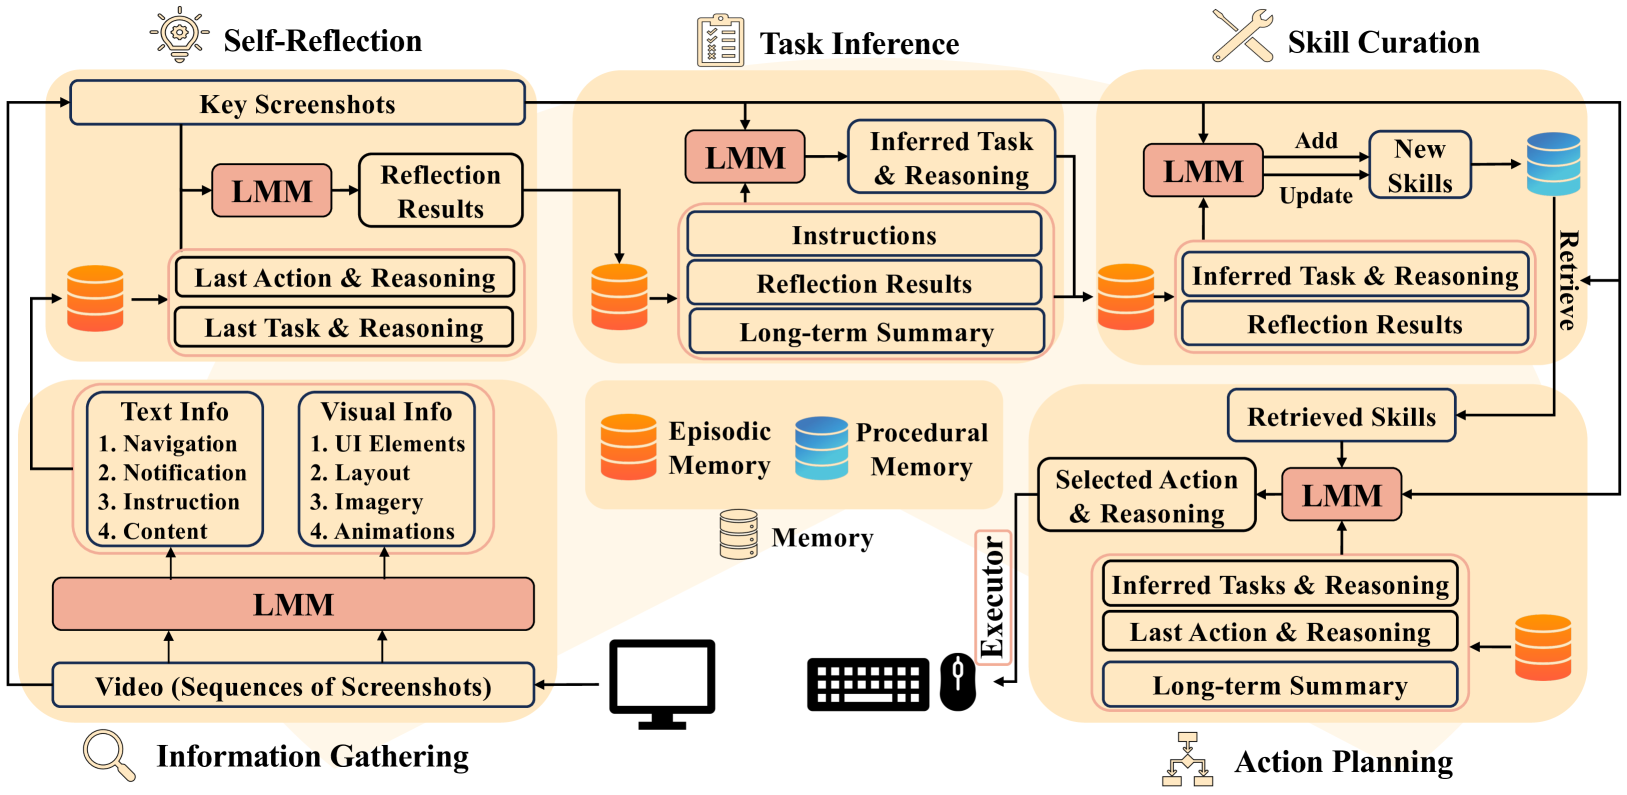 Self-Reflection
Key Screenshots
LMM
Reflection
Results
Last Action & Reasoning
Last Task & Reasoning
Task Inference
LMM
Inferred Task
& Reasoning
Instructions
Reflection Results
Long-term Summary
Skill Curation
LMM
Add
Update
New
Skills
Retrieve
Inferred Task & Reasoning
Reflection Results
Text Info
1. Navigation
2. Notification
3. Instruction
4. Content
Visual Info
1. UI Elements
2. Layout
3. Imagery
4. Animations
LMM
Video (Sequences of Screenshots)
Information Gathering
Episodic
Memory
Procedural
Memory
Memory
Retrieved Skills
LMM
Selected Action
& Reasoning
Executor
Inferred Tasks & Reasoning
Last Action & Reasoning
Long-term Summary
Action Planning